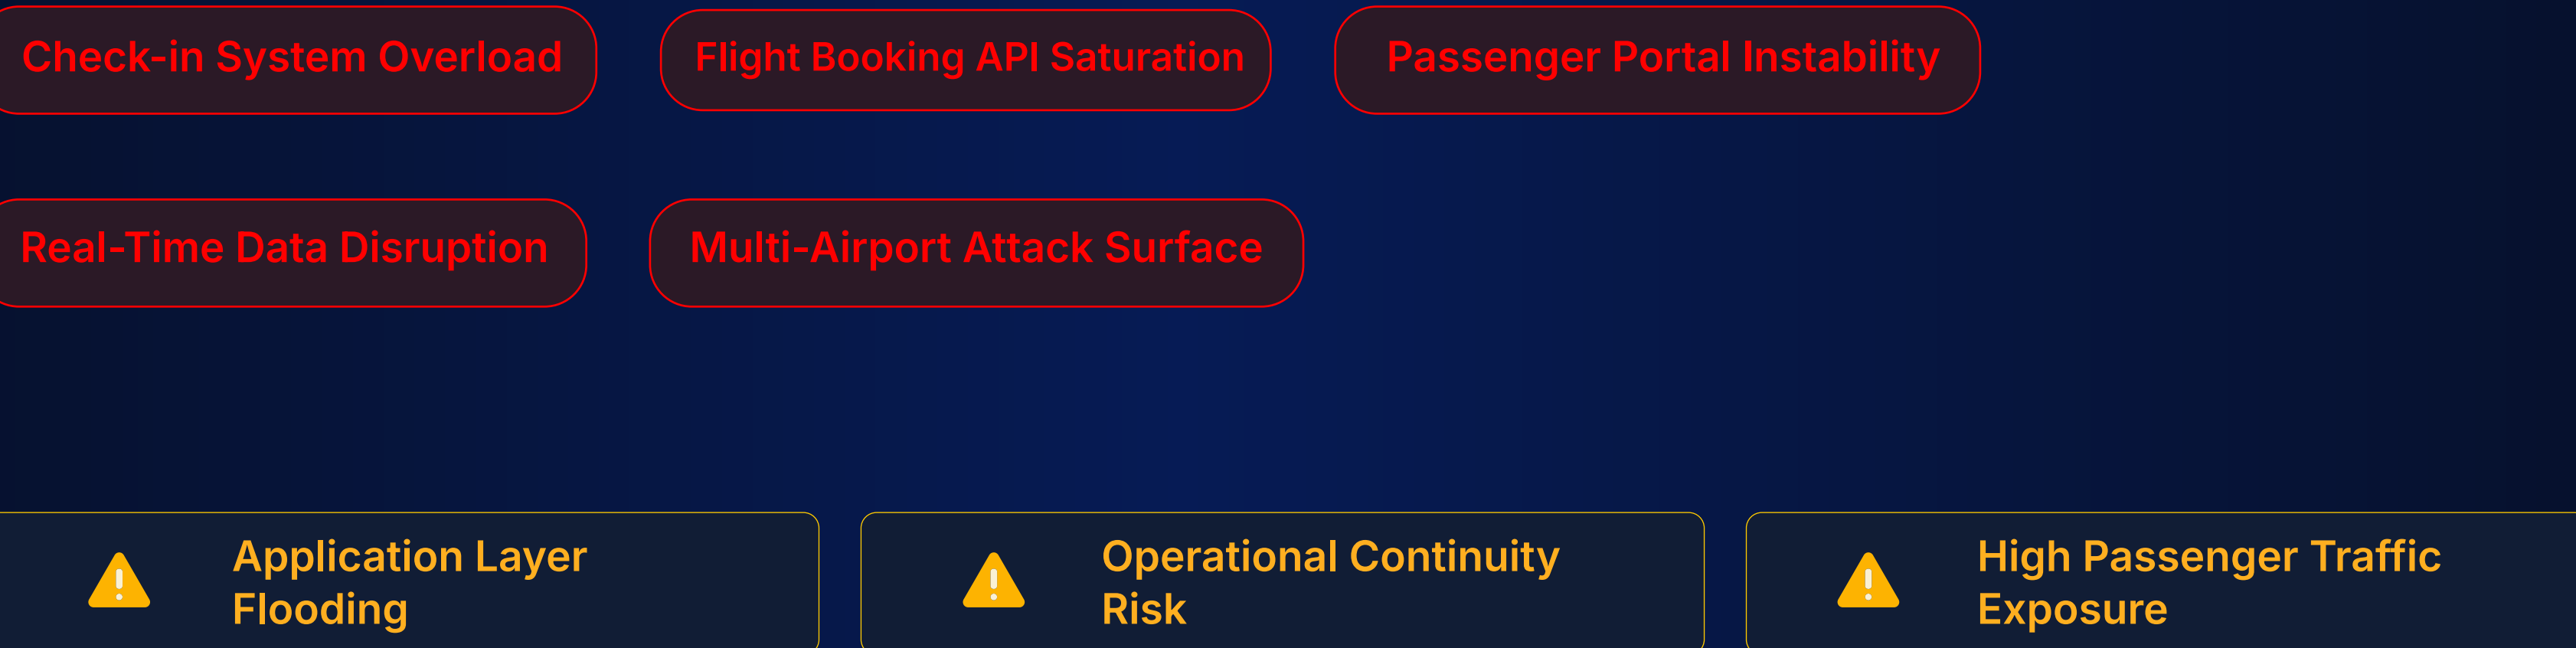 Check-in System Overload
Flight Booking API Saturation
Passenger Portal Instability
Real-Time Data Disruption
Multi-Airport Attack Surface
Application Layer
Flooding
Operational Continuity
Risk
High Passenger Traffic
Exposure